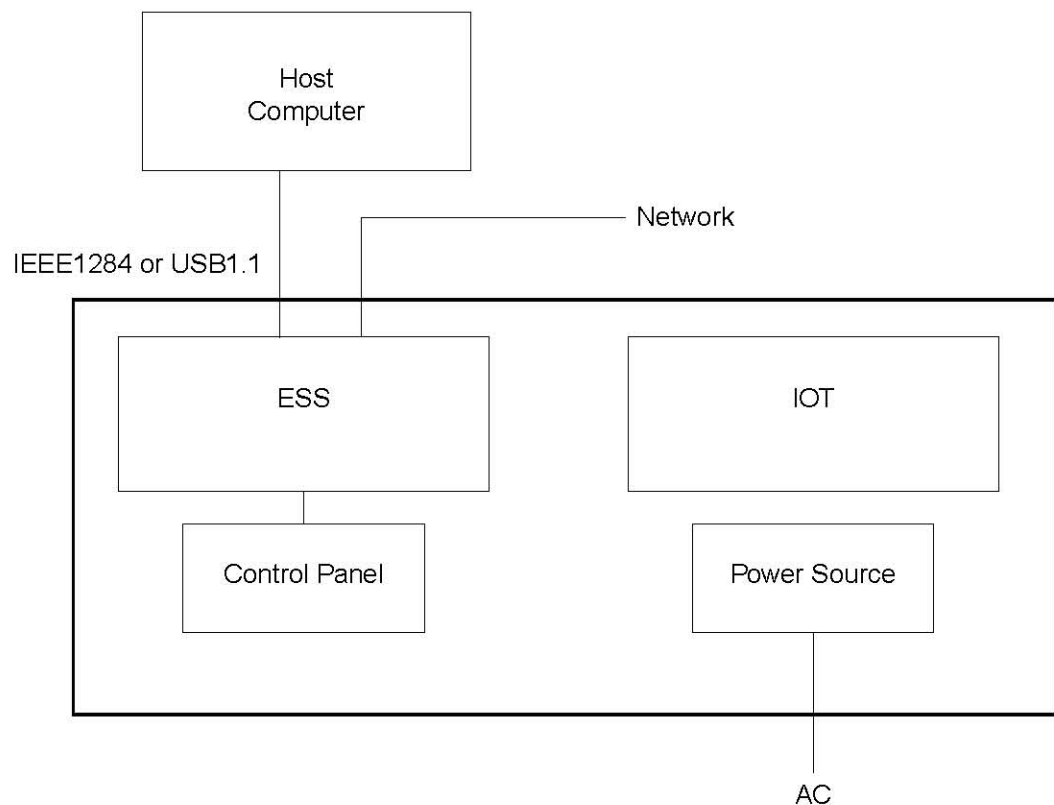 Host
Computer
Network
IEEE1284 or USB1.1
ESS
IOT
Control Panel
Power Source
AC